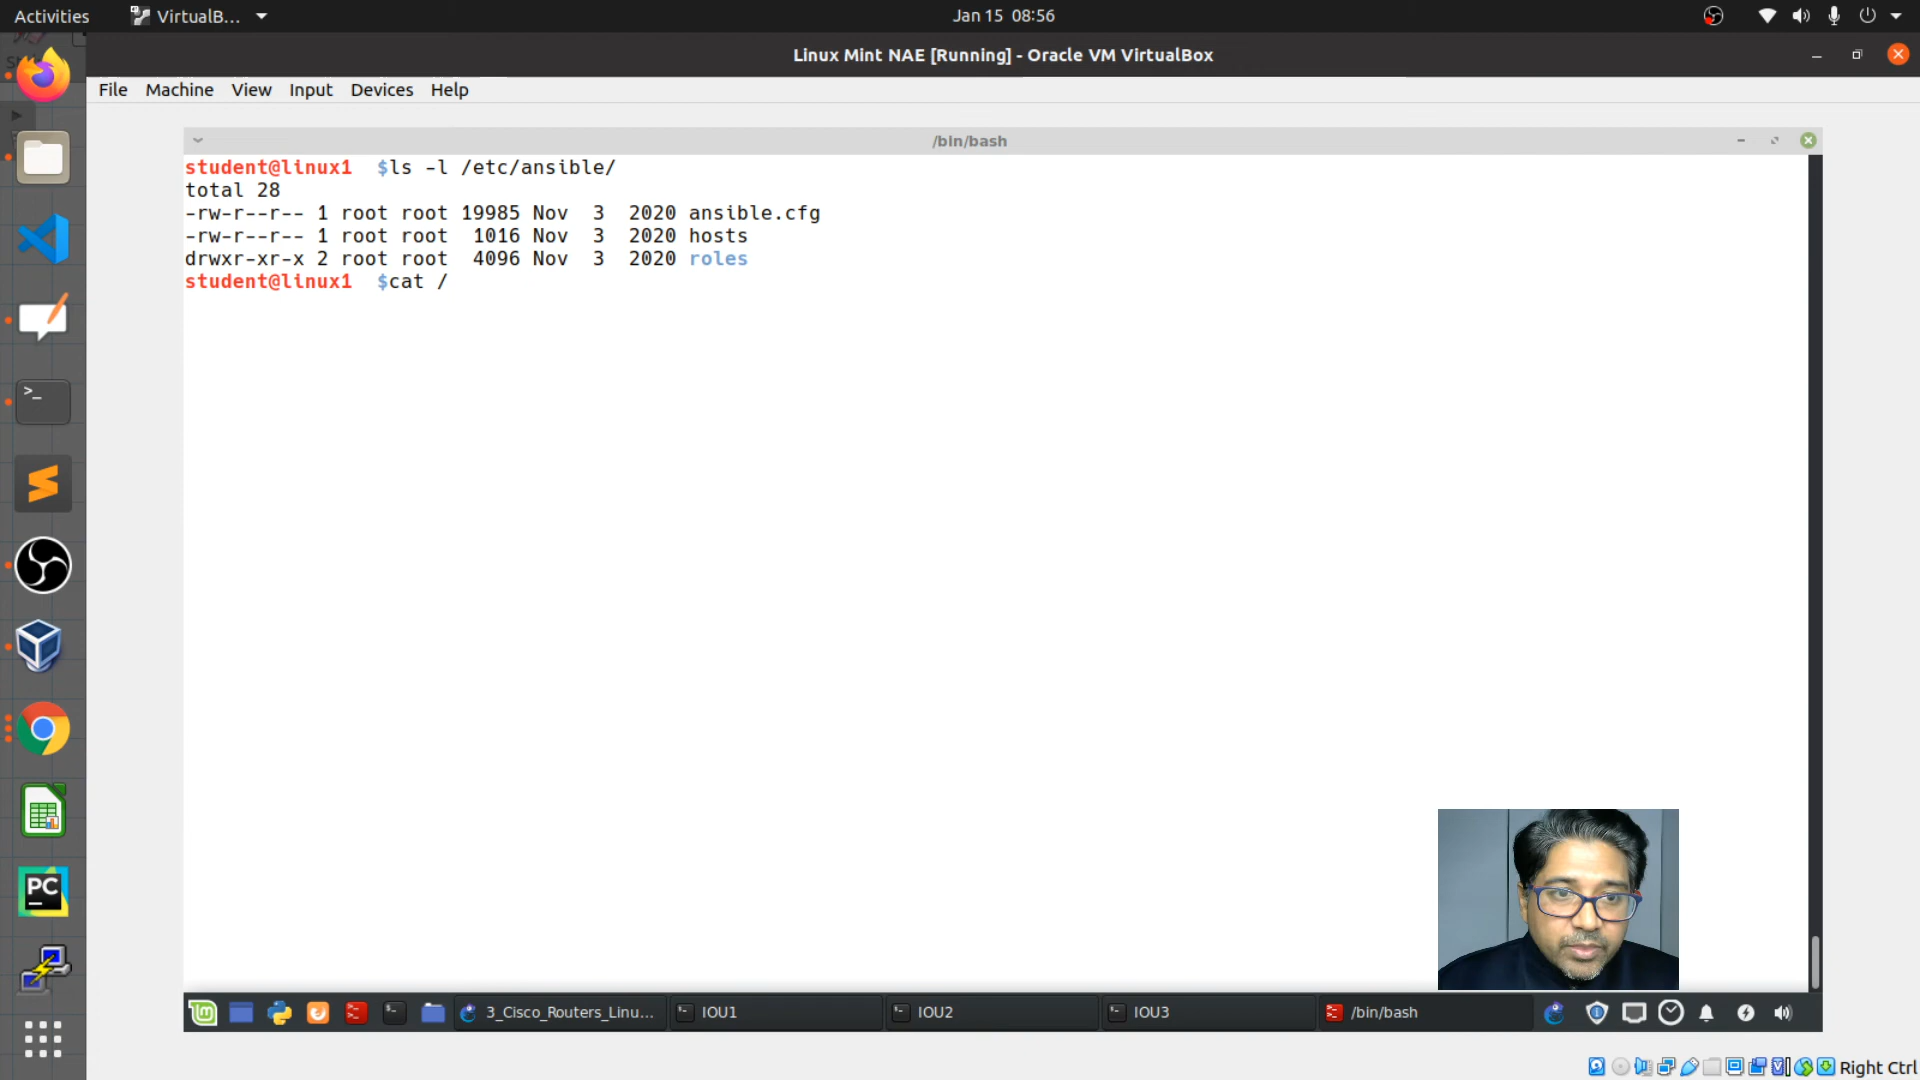 Activities
VirtualB...
Jan 15 08:56
Linux Mint NAE [Running] - Oracle VM VirtualBox
File Machine View Input Devices Help
/bin/bash
student@linux1 $ls -l /etc/ansible/
total 28
-rw-r--r-- 1 root root 19985 Nov 3 2020 ansible.cfg
-rw-r--r-- 1 root root 1016 Nov 3 2020 hosts
drwxr-xr-x 2 root root 4096 Nov 3 2020 roles
student@linux1 $cat /
>_
PC
3_Cisco_Routers_Linu...
IOU1
IOU2
IOU3
/bin/bash
Right Ctrl